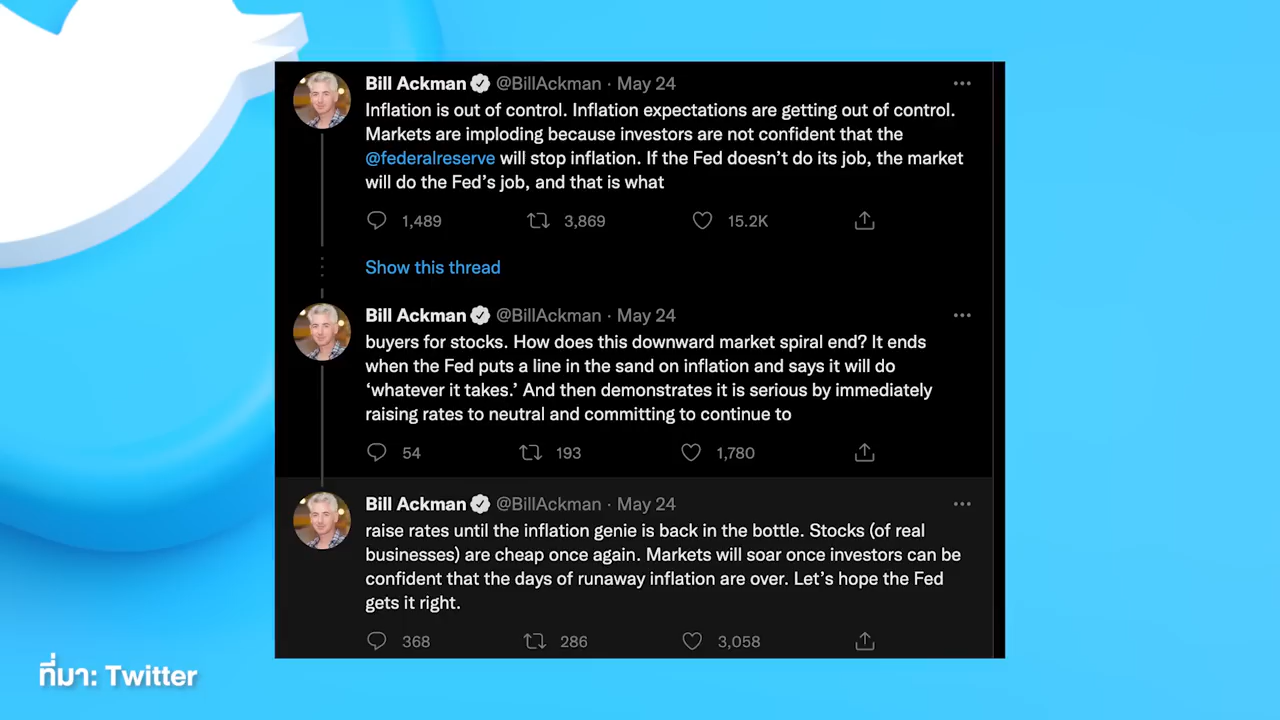 Bill Ackman @BillAckman · May 24
Inflation is out of control. Inflation expectations are getting out of control.
Markets are imploding because investors are not confident that the
@federalreserve will stop inflation. If the Fed doesn’t do its job, the market
will do the Fed’s job, and that is what
1,489 3,869 15.2K
Show this thread
Bill Ackman @BillAckman · May 24
buyers for stocks. How does this downward market spiral end? It ends
when the Fed puts a line in the sand on inflation and says it will do
‘whatever it takes.’ And then demonstrates it is serious by immediately
raising rates to neutral and committing to continue to
54 193 1,780
Bill Ackman @BillAckman · May 24
raise rates until the inflation genie is back in the bottle. Stocks (of real
businesses) are cheap once again. Markets will soar once investors can be
confident that the days of runaway inflation are over. Let’s hope the Fed
gets it right.
368 286 3,058
ที่มา: Twitter